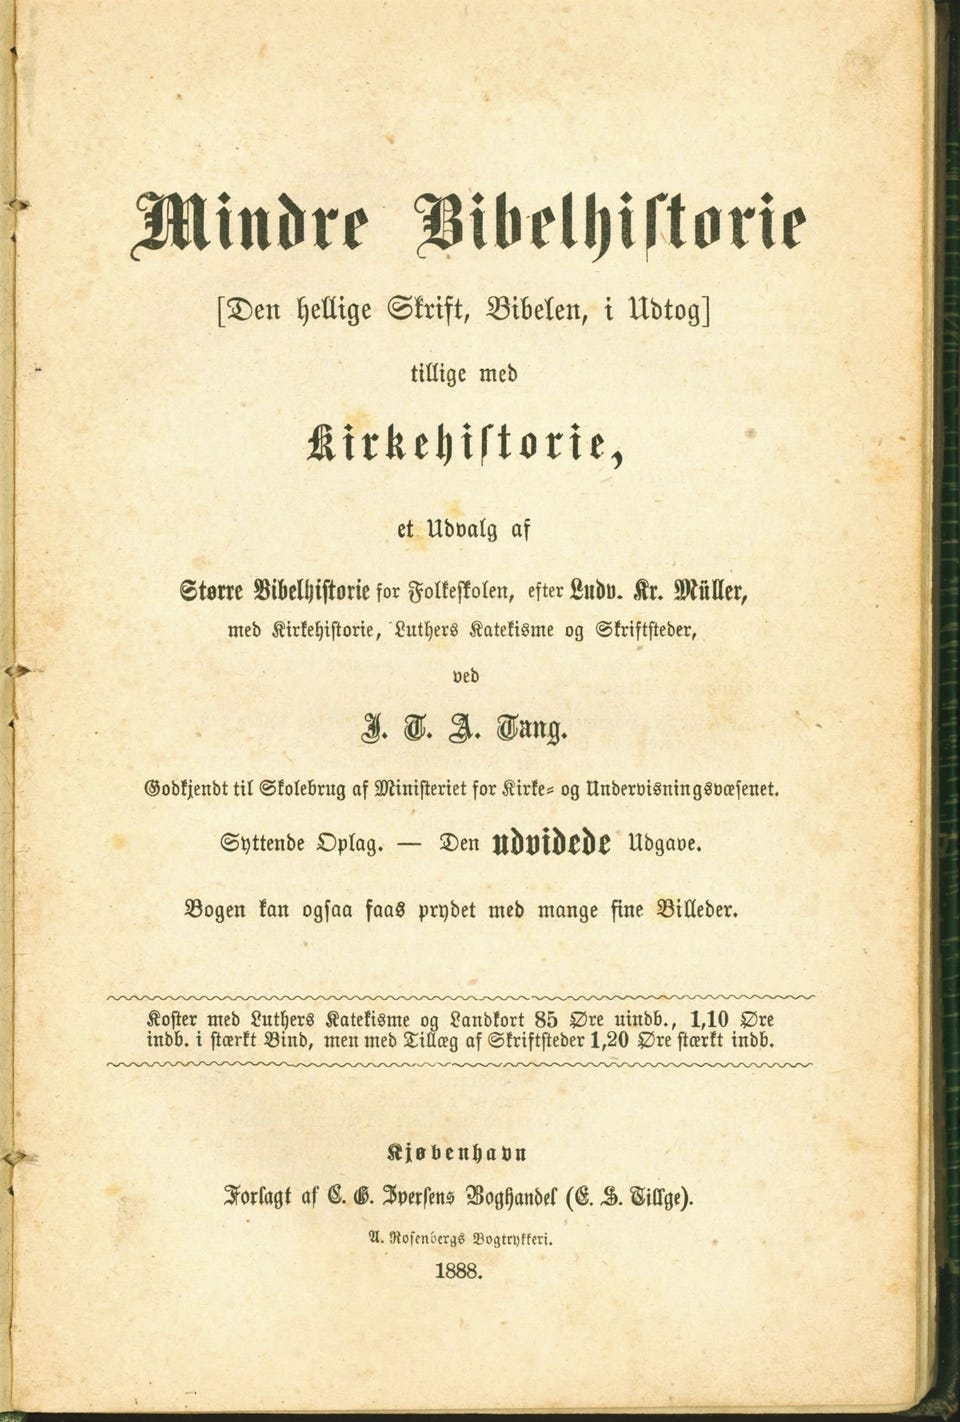 Mindre Bibelhistorie
[Den hellige Skrift, Bibelen, i Udtog]
tillige med
Kirkehistorie,
et Udvalg af
Større Bibelhistorie for Folkeskolen, efter Ludv. Kr. Müller,
med Kirkehistorie, Luthers Katekisme og Skriftsteder,
ved
J. T. A. Tang.
Godkjendt til Skolebrug af Ministeriet for Kirke- og Undervisningsvæsenet.
Syttende Oplag. — Den udvidede Udgave.
Bogen kan ogsaa faas prydet med mange fine Billeder.
Koster med Luthers Katekisme og Landkort 85 Øre uindb., 1,10 Øre
indb. i stærkt Bind, men med Tillæg af Skriftsteder 1,20 Øre stærkt indb.
Kjøbenhavn
Forlagt af C. G. Iversens Boghandel (E. S. Tillge).
A. Rosenbergs Bogtrykkeri.
1888.